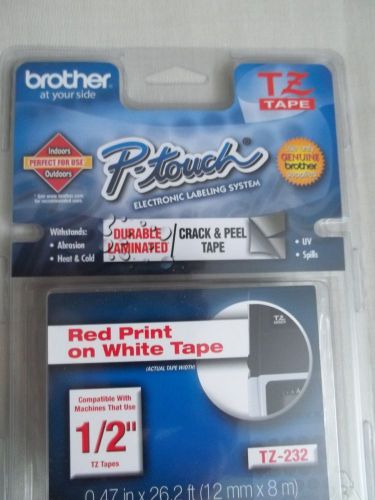 brother
at your side
TZ
TAPE
Indoors
PERFECT FOR USE
Outdoors
P-touch
ELECTRONIC LABELING SYSTEM
GENUINE
brother
Withstands:
• Abrasion
• Heat & Cold
DURABLE
LAMINATED
CRACK & PEEL
TAPE
• UV
• Spills
Red Print
on White Tape
(ACTUAL TAPE WIDTH)
TZ
Compatible With
Machines That Use
1/2"
TZ Tapes
TZ-232
0.47 in x 26.2 ft (12 mm x 8 m)